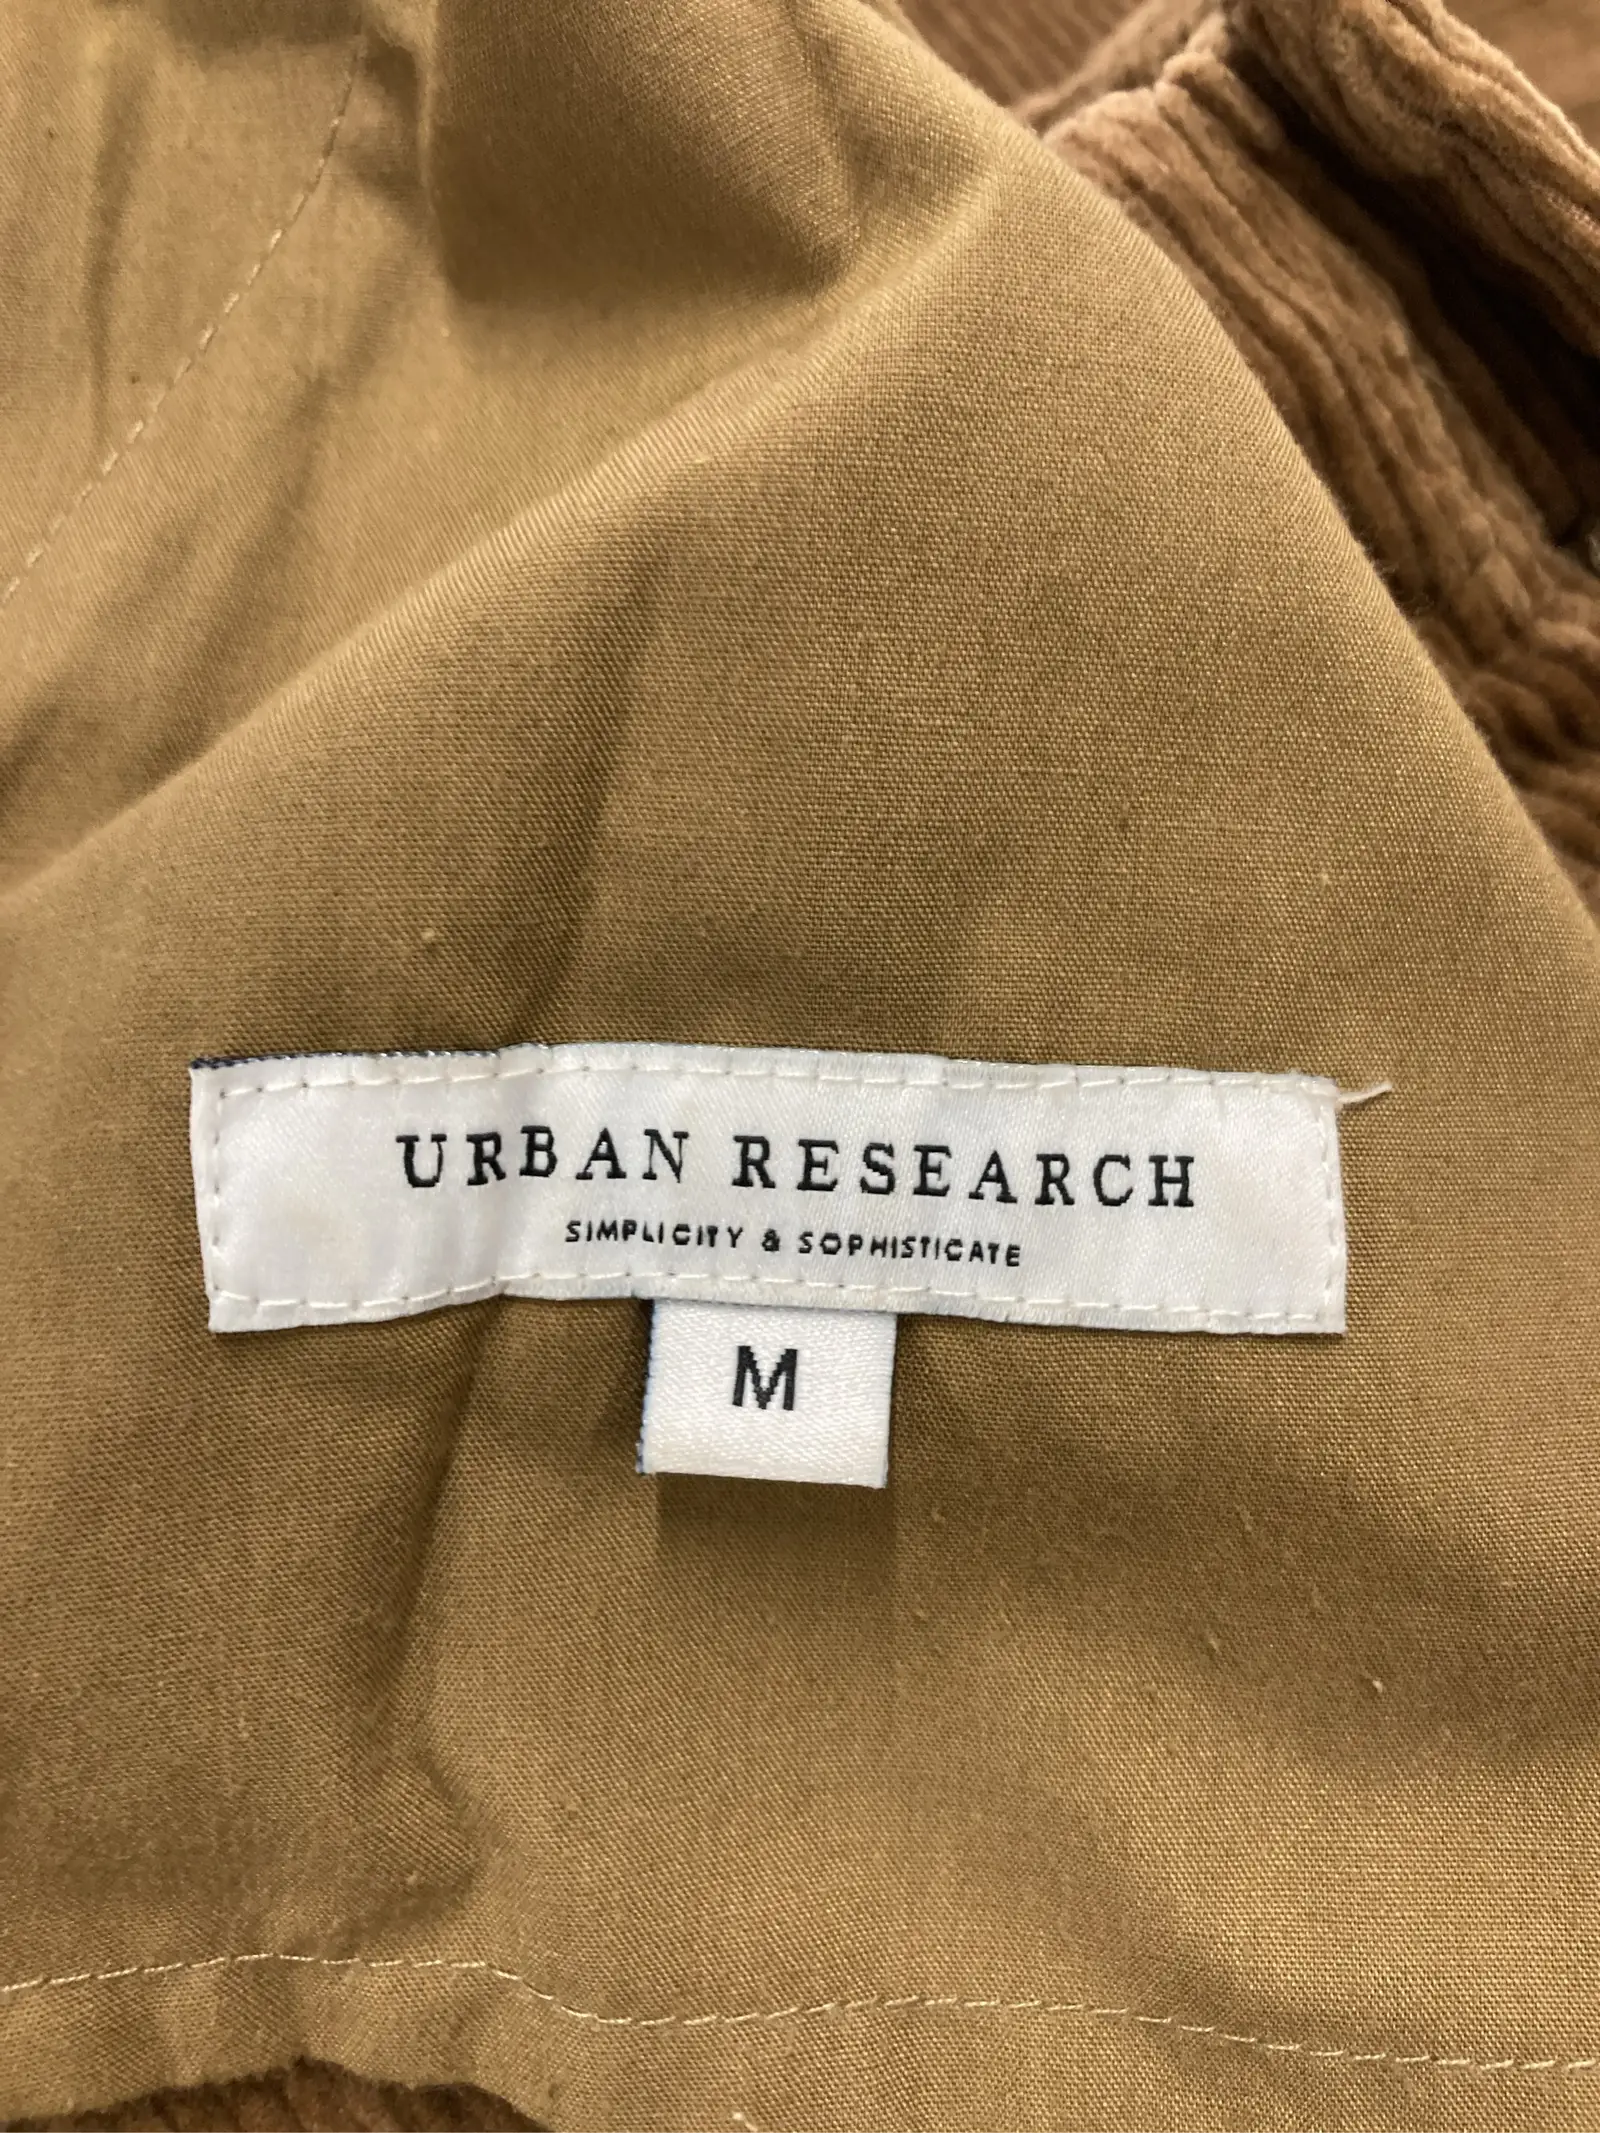 URBAN RESEARCH
SIMPLICITY & SOPHISTICATE
M